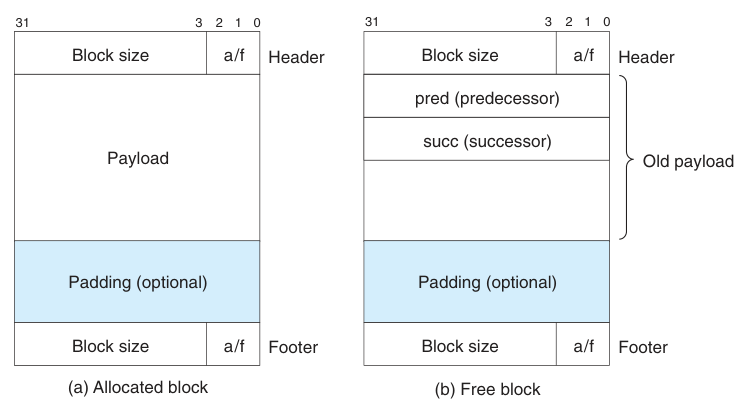 31 3 2 1 0
Block size a/f Header
Payload
Padding (optional)
Block size a/f Footer
(a) Allocated block
31 3 2 1 0
Block size a/f Header
pred (predecessor)
succ (successor)
Old payload
Padding (optional)
Block size a/f Footer
(b) Free block